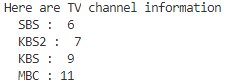 Here are TV channel information
SBS :  6
KBS2 :  7
KBS :  9
MBC : 11